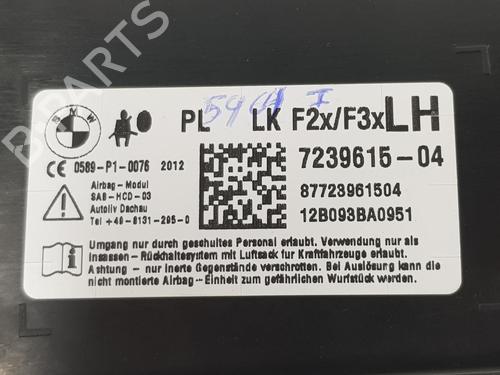 BMW
PL LK F2x/F3x LH
CE 0589-P1-0076 2012
7239615-04
Airbag-Modul
SAB-HCD-03
Autoliv Dachau
Tel +49-8131-295-0
87723961504
12B093BA0951
Umgang nur durch geschultes Personal erlaubt. Verwendung nur als
Insassen-Rückhaltesystem mit Luftsack für Kraftfahrzeuge erlaubt.
Achtung - nur inerte Gegenstände verschrotten. Bei Auslösung kann die
nicht montierte Airbag-Einheit zum gefährlichen Wurfstück werden.
B-PARTS